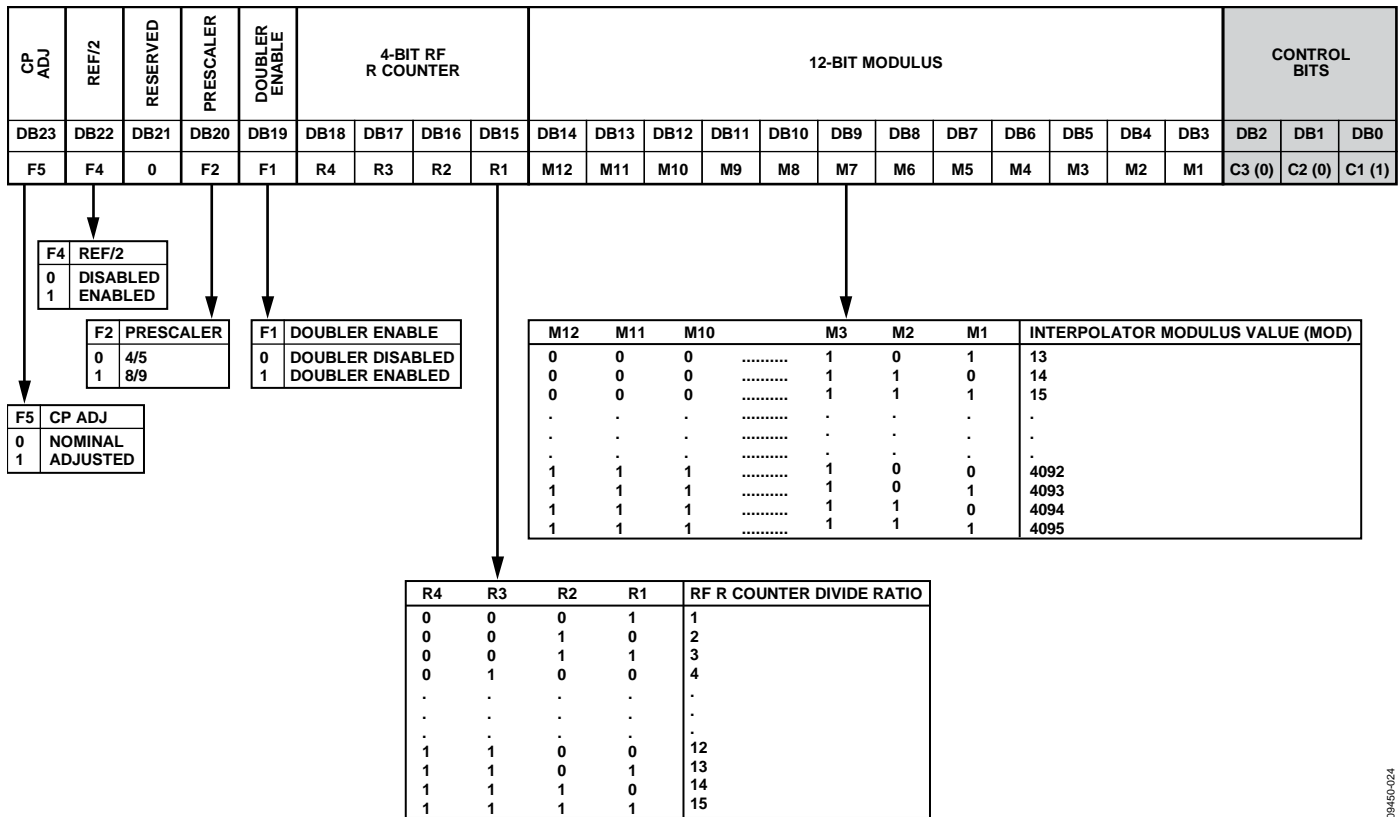 CP ADJ REF/2 RESERVED PRESCALER DOUBLER ENABLE 4-BIT RF R COUNTER 12-BIT MODULUS CONTROL BITS
DB23 DB22 DB21 DB20 DB19 DB18 DB17 DB16 DB15 DB14 DB13 DB12 DB11 DB10 DB9 DB8 DB7 DB6 DB5 DB4 DB3 DB2 DB1 DB0
F5 F4 0 F2 F1 R4 R3 R2 R1 M12 M11 M10 M9 M8 M7 M6 M5 M4 M3 M2 M1 C3 (0) C2 (0) C1 (1)
F4 REF/2
0 DISABLED
1 ENABLED
F2 PRESCALER
0 4/5
1 8/9
F1 DOUBLER ENABLE
0 DOUBLER DISABLED
1 DOUBLER ENABLED
F5 CP ADJ
0 NOMINAL
1 ADJUSTED
M12 M11 M10 M3 M2 M1 INTERPOLATOR MODULUS VALUE (MOD)
0 0 0 .......... 1 0 1 13
0 0 0 .......... 1 1 0 14
0 0 0 .......... 1 1 1 15
. . . .......... . . . .
. . . .......... . . . .
. . . .......... . . . .
1 1 1 .......... 1 0 0 4092
1 1 1 .......... 1 0 1 4093
1 1 1 .......... 1 1 0 4094
1 1 1 .......... 1 1 1 4095
R4 R3 R2 R1 RF R COUNTER DIVIDE RATIO
0 0 0 1 1
0 0 1 0 2
0 0 1 1 3
0 1 0 0 4
. . . . .
. . . . .
. . . . .
1 1 0 0 12
1 1 0 1 13
1 1 1 0 14
1 1 1 1 15
09450-024